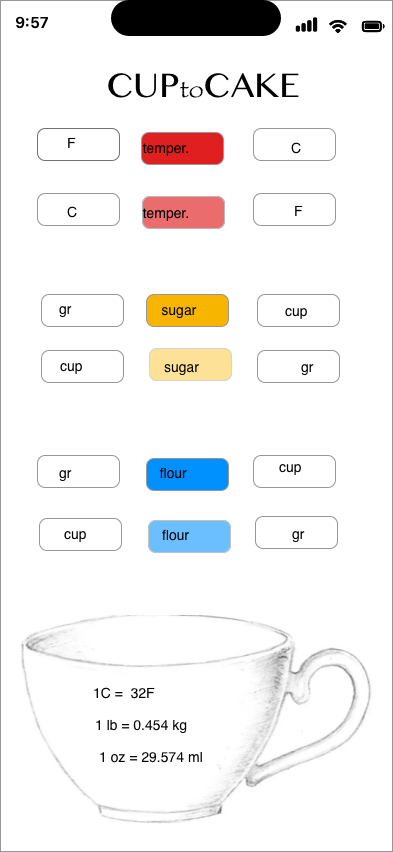 9:57
CUPtoCAKE
F temper. C
C temper. F
gr sugar cup
cup sugar gr
gr flour cup
cup flour gr
1C =  32F
1 lb = 0.454 kg
1 oz = 29.574 ml